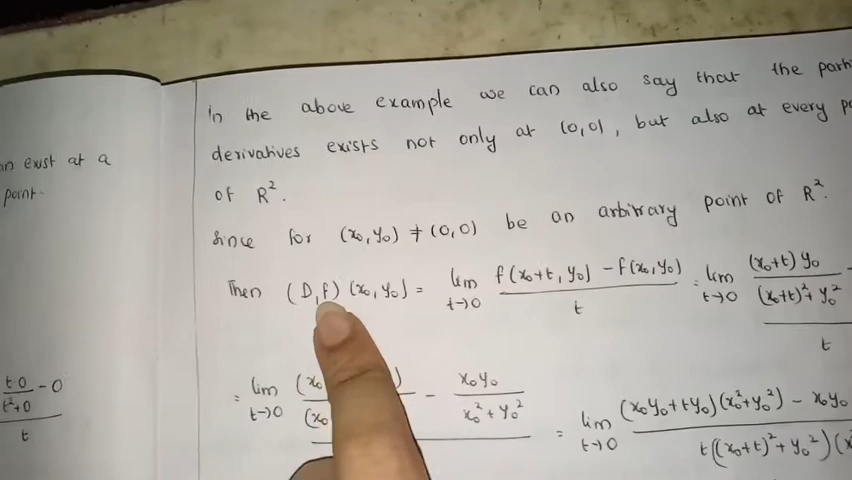 an exist at a
point.
t0
t²+0
- 0
t
in the above example we can also say that the
derivatives exists not only at (0,0), but also at every
of R².
Since for (x₀,y₀) ≠ (0,0) be an arbitrary point of R².
Then (D₁f)(x₀,y₀) = lim t→0 f(x₀+t, y₀) - f(x₀,y₀) / t = lim t→0 (x₀+t)y₀ / (x₀+t)²+y₀² - / t
= lim t→0 (x₀ ) / (x₀ - x₀y₀ / x₀²+y₀² = lim t→0 (x₀y₀+ty₀)(x₀²+y₀²) - x₀y₀ / t((x₀+t)²+y₀²)(x